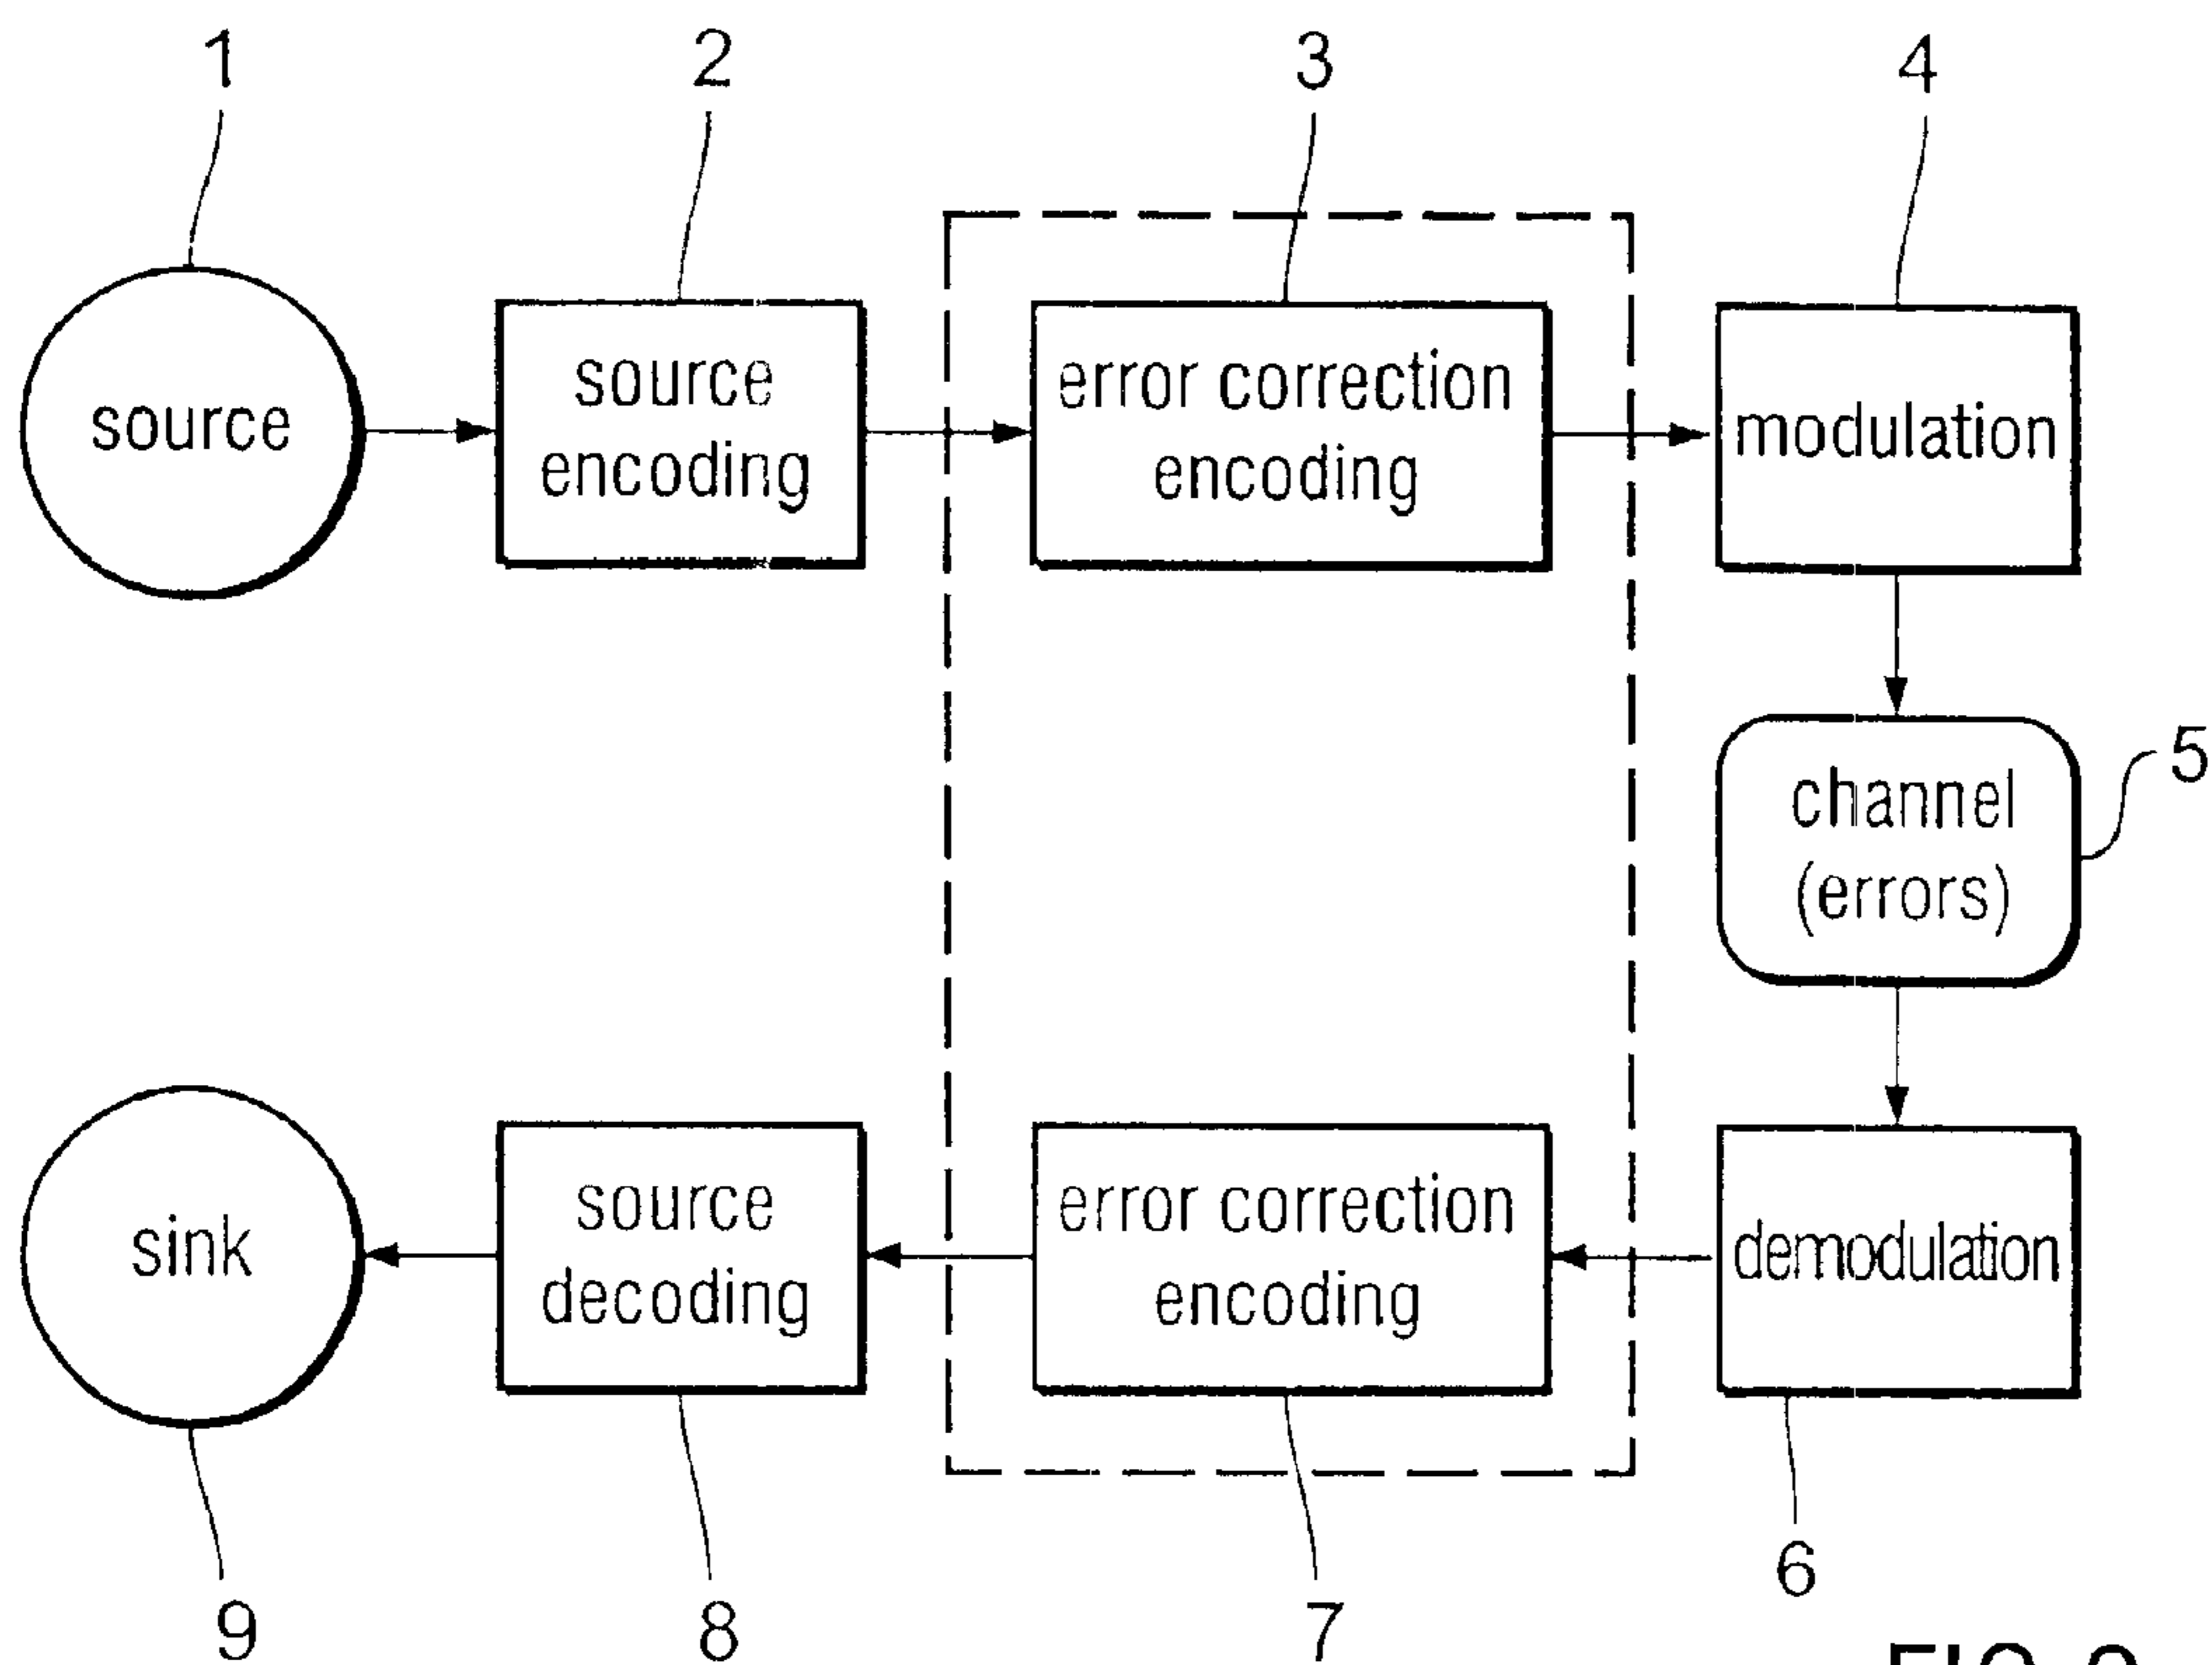 1
2
3
4
source
source
encoding
error correction
encoding
modulation
channel
(errors)
5
sink
source
decoding
error correction
encoding
demodulation
9
8
7
6